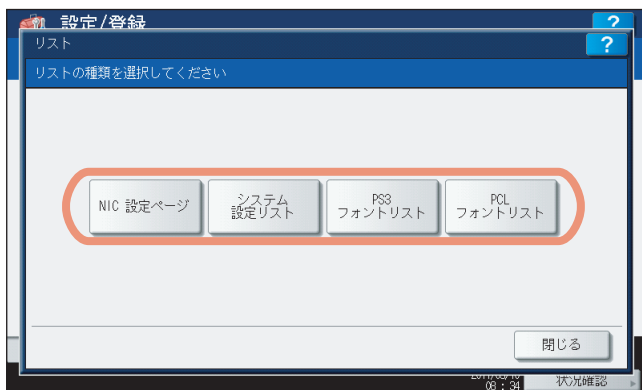 設定/登録
?
リスト
?
リストの種類を選択してください
NIC 設定ページ
システム
設定リスト
PS3
フォントリスト
PCL
フォントリスト
閉じる
08 : 34
状況確認